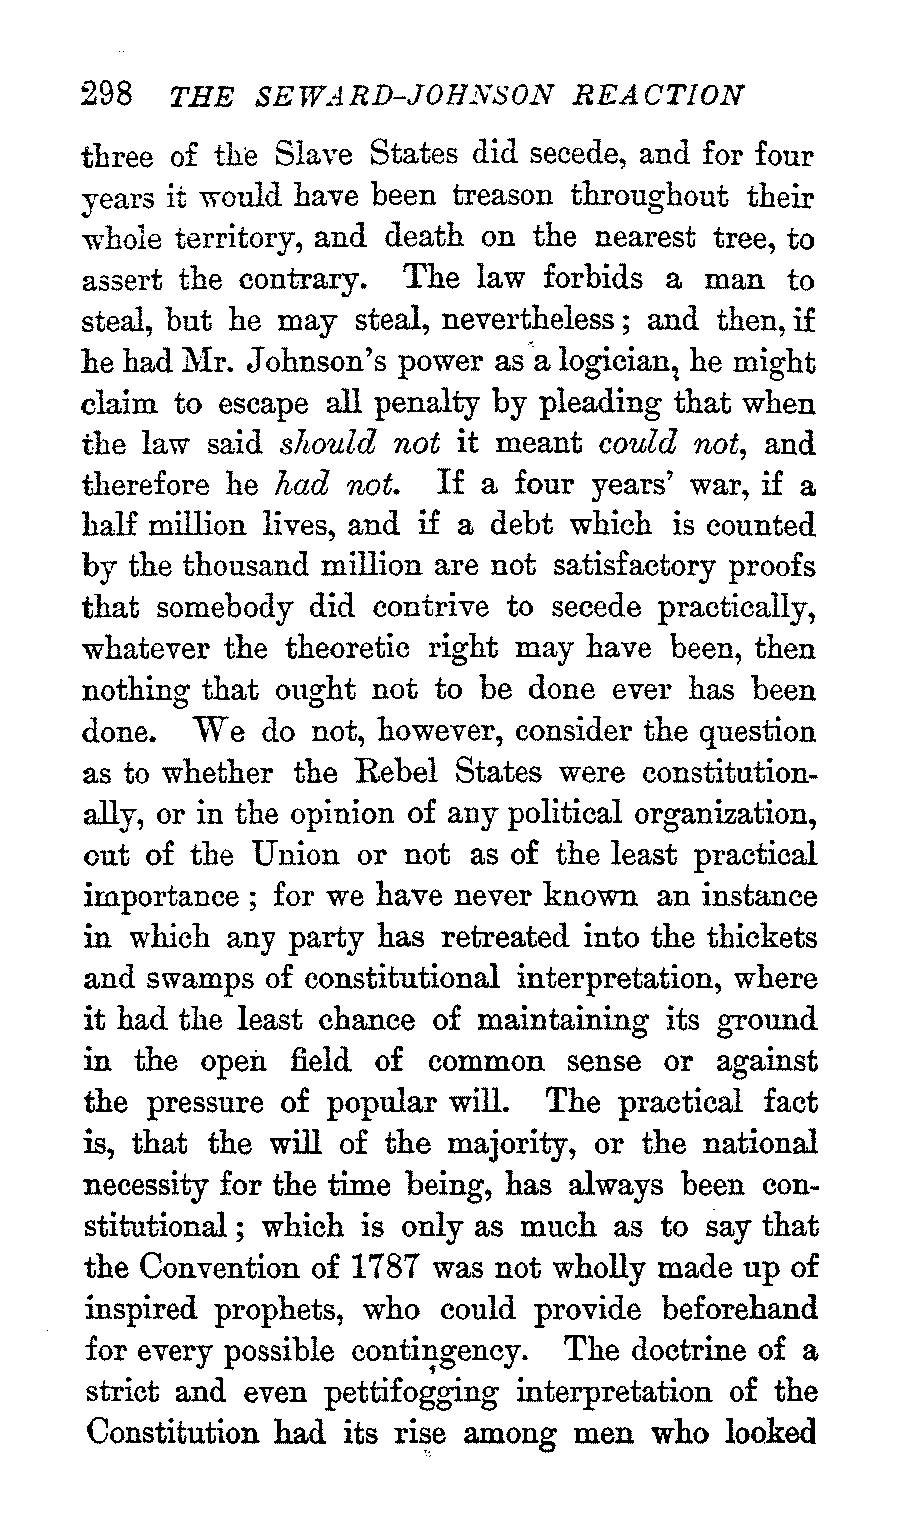 298 THE SEWARD-JOHNSON REACTION
three of the Slave States did secede, and for four
years it would have been treason throughout their
whole territory, and death on the nearest tree, to
assert the contrary. The law forbids a man to
steal, but he may steal, nevertheless; and then, if
he had Mr. Johnson's power as a logician, he might
claim to escape all penalty by pleading that when
the law said should not it meant could not, and
therefore he had not. If a four years' war, if a
half million lives, and if a debt which is counted
by the thousand million are not satisfactory proofs
that somebody did contrive to secede practically,
whatever the theoretic right may have been, then
nothing that ought not to be done ever has been
done. We do not, however, consider the question
as to whether the Rebel States were constitution-
ally, or in the opinion of any political organization,
out of the Union or not as of the least practical
importance; for we have never known an instance
in which any party has retreated into the thickets
and swamps of constitutional interpretation, where
it had the least chance of maintaining its ground
in the open field of common sense or against
the pressure of popular will. The practical fact
is, that the will of the majority, or the national
necessity for the time being, has always been con-
stitutional; which is only as much as to say that
the Convention of 1787 was not wholly made up of
inspired prophets, who could provide beforehand
for every possible contingency. The doctrine of a
strict and even pettifogging interpretation of the
Constitution had its rise among men who looked